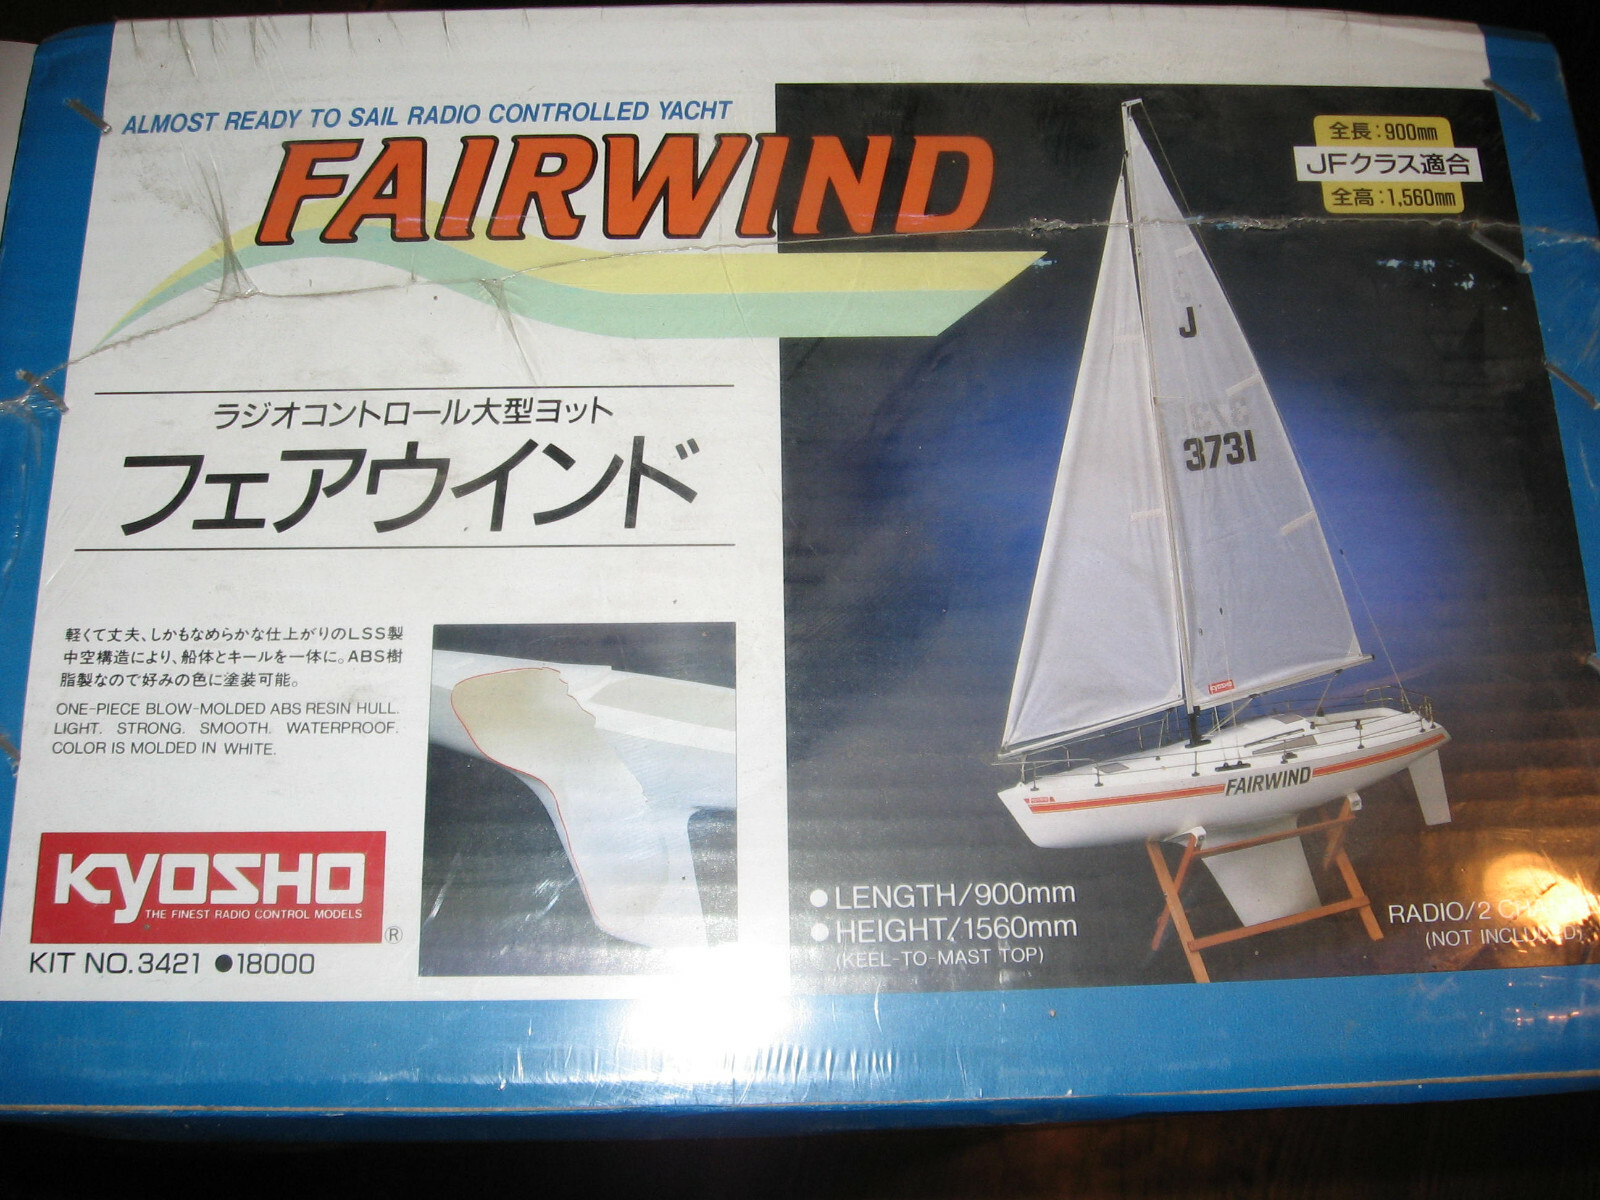 ALMOST READY TO SAIL RADIO CONTROLLED YACHT
FAIRWIND
ラジオコントロール大型ヨット
フェアウインド
軽くて丈夫、しかもなめらかな仕上がりのLSS製
中空構造により、船体とキールを一体に。ABS樹
脂製なので好みの色に塗装可能。
ONE-PIECE BLOW-MOLDED ABS RESIN HULL.
LIGHT. STRONG. SMOOTH. WATERPROOF.
COLOR IS MOLDED IN WHITE.
KYOSHO
THE FINEST RADIO CONTROL MODELS
®
KIT NO.3421 ●18000
全長:900mm
JFクラス適合
全高:1,560mm
J
3731
KYOSHO
FAIRWIND
●LENGTH/900mm
●HEIGHT/1560mm
(KEEL-TO-MAST TOP)
RADIO/2
(NOT INCLUDED)